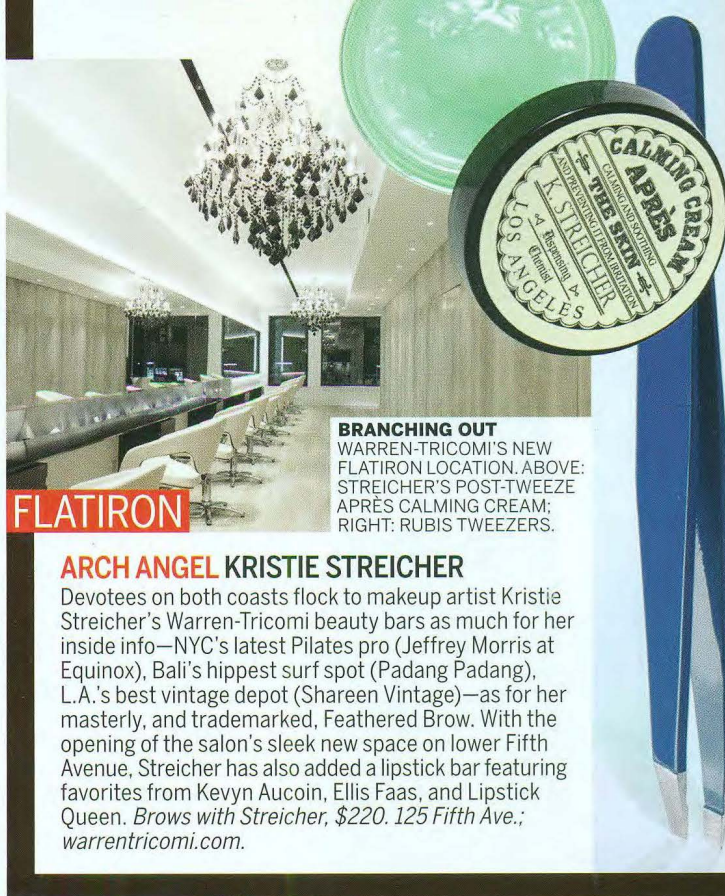 CALMING CREAM
APRÈS
CALMING AND SOOTHING
THE SKIN
AND PREVENTING IT FROM IRRITATION
K. STREICHER
Dispensing
Chemist
LOS ANGELES
BRANCHING OUT
WARREN-TRICOMI'S NEW
FLATIRON LOCATION. ABOVE:
STREICHER'S POST-TWEEZE
APRÈS CALMING CREAM;
RIGHT: RUBIS TWEEZERS.
FLATIRON
ARCH ANGEL KRISTIE STREICHER
Devotees on both coasts flock to makeup artist Kristie
Streicher's Warren-Tricomi beauty bars as much for her
inside info—NYC's latest Pilates pro (Jeffrey Morris at
Equinox), Bali's hippest surf spot (Padang Padang),
L.A.'s best vintage depot (Shareen Vintage)—as for her
masterly, and trademarked, Feathered Brow. With the
opening of the salon's sleek new space on lower Fifth
Avenue, Streicher has also added a lipstick bar featuring
favorites from Kevyn Aucoin, Ellis Faas, and Lipstick
Queen. Brows with Streicher, $220. 125 Fifth Ave.;
warrentricomi.com.